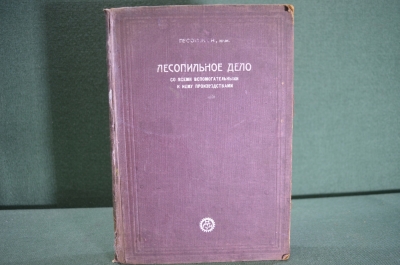 ЛЕСОПИЛЬНОЕ ДЕЛО
СО ВСЕМИ ВСПОМОГАТЕЛЬНЫМИ
К НЕМУ ПРОИЗВОДСТВАМИ